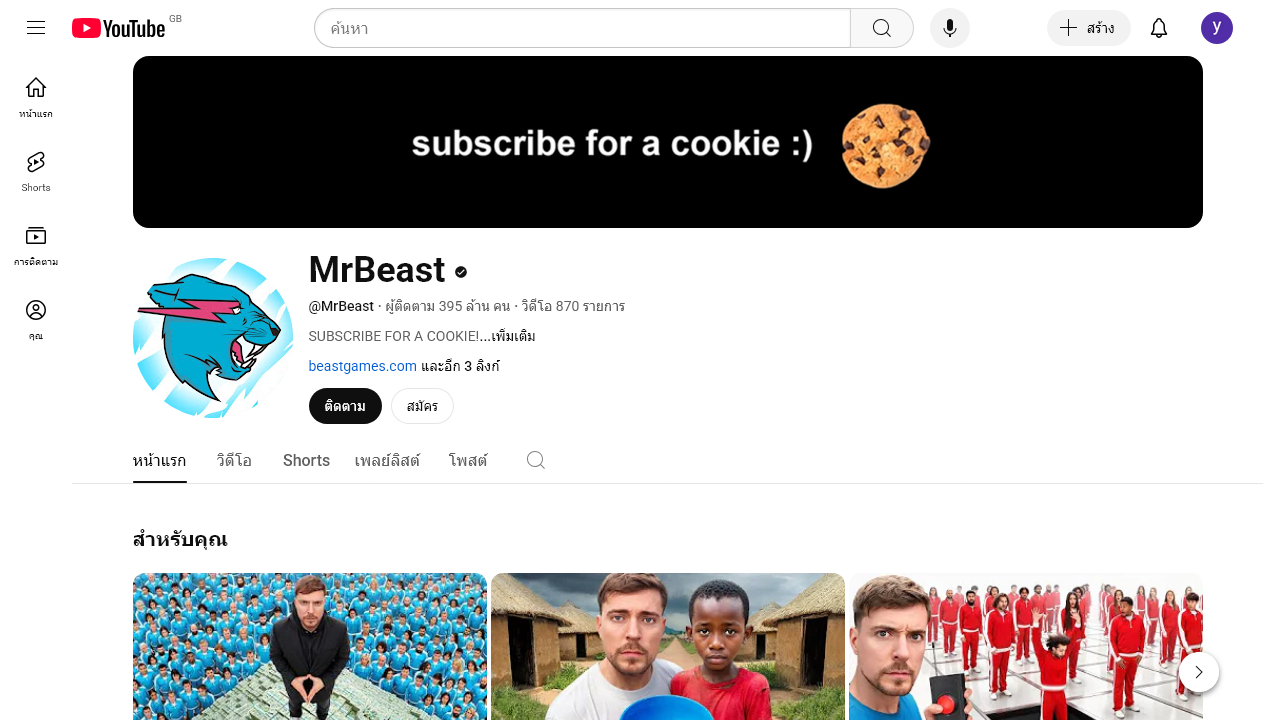 YouTube GB
ค้นหา
สร้าง
y
หน้าแรก
Shorts
การติดตาม
คุณ
subscribe for a cookie :)
MrBeast
@MrBeast • ผู้ติดตาม 395 ล้าน คน • วิดีโอ 870 รายการ
SUBSCRIBE FOR A COOKIE!...เพิ่มเติม
beastgames.com และอีก 3 ลิงก์
ติดตาม สมัคร
หน้าแรก วิดีโอ Shorts เพลย์ลิสต์ โพสต์
สำหรับคุณ